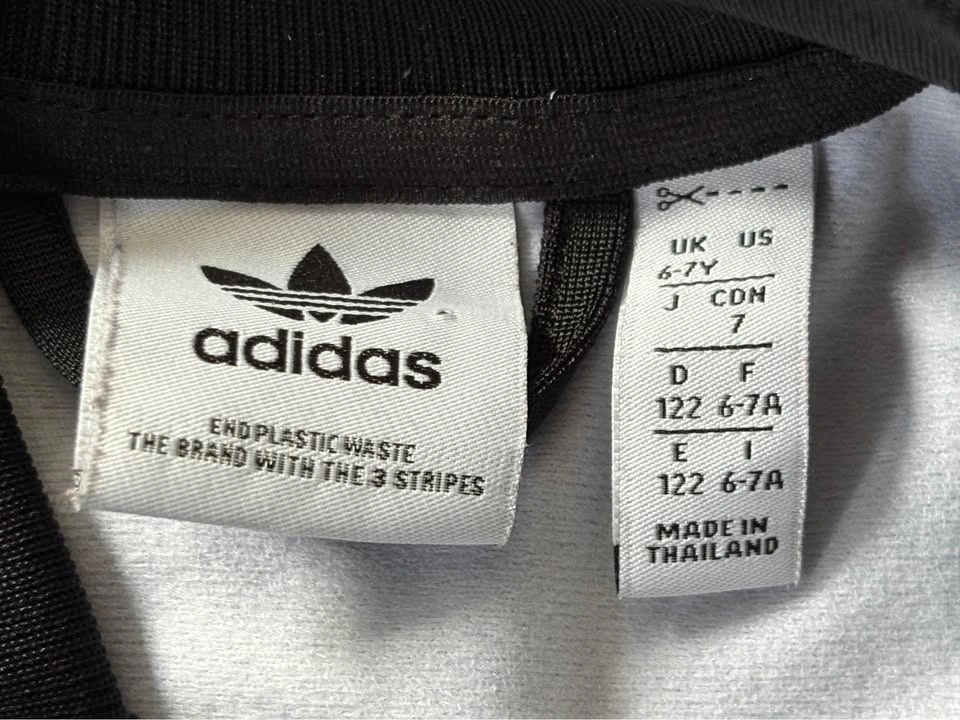 adidas
END PLASTIC WASTE
THE BRAND WITH THE 3 STRIPES
UK US
6-7Y
J CDN
7
D F
122 6-7A
E I
122 6-7A
MADE IN
THAILAND